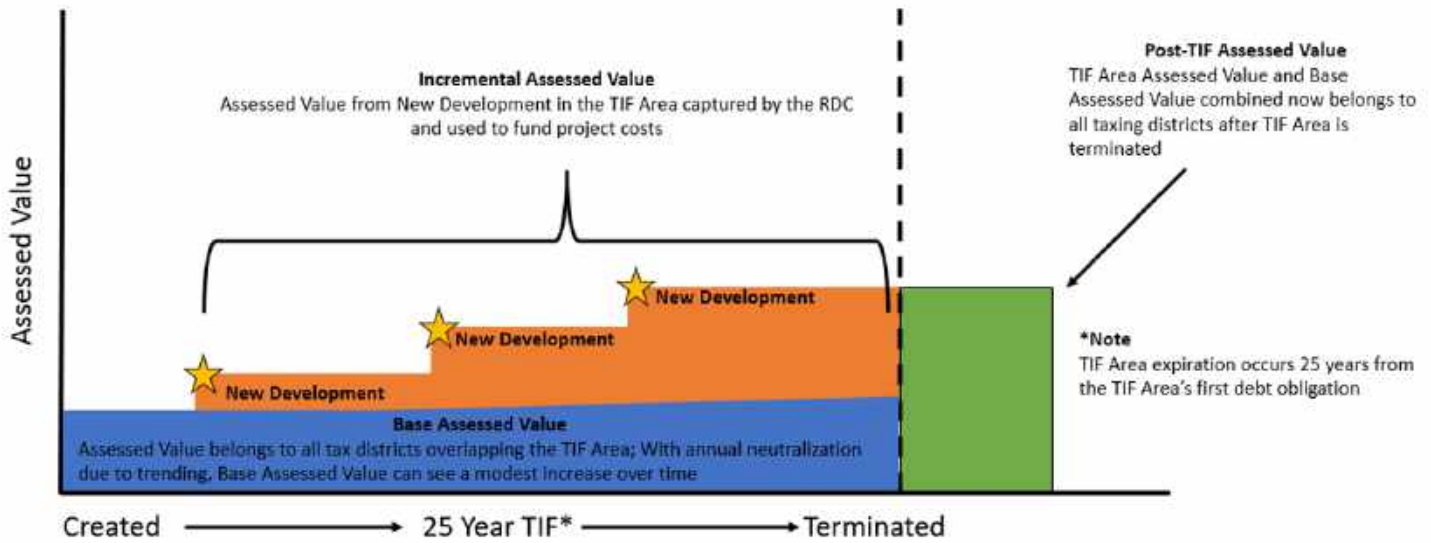 Post-TIF Assessed Value
TIF Area Assessed Value and Base
Assessed Value combined now belongs to
all taxing districts after TIF Area is
terminated
Incremental Assessed Value
Assessed Value from New Development in the TIF Area captured by the RDC
and used to fund project costs
Assessed Value
New Development
New Development
New Development
*Note
TIF Area expiration occurs 25 years from
the TIF Area's first debt obligation
Base Assessed Value
Assessed Value belongs to all tax districts overlapping the TIF Area; With annual neutralization
due to trending, Base Assessed Value can see a modest increase over time
Created 25 Year TIF* Terminated